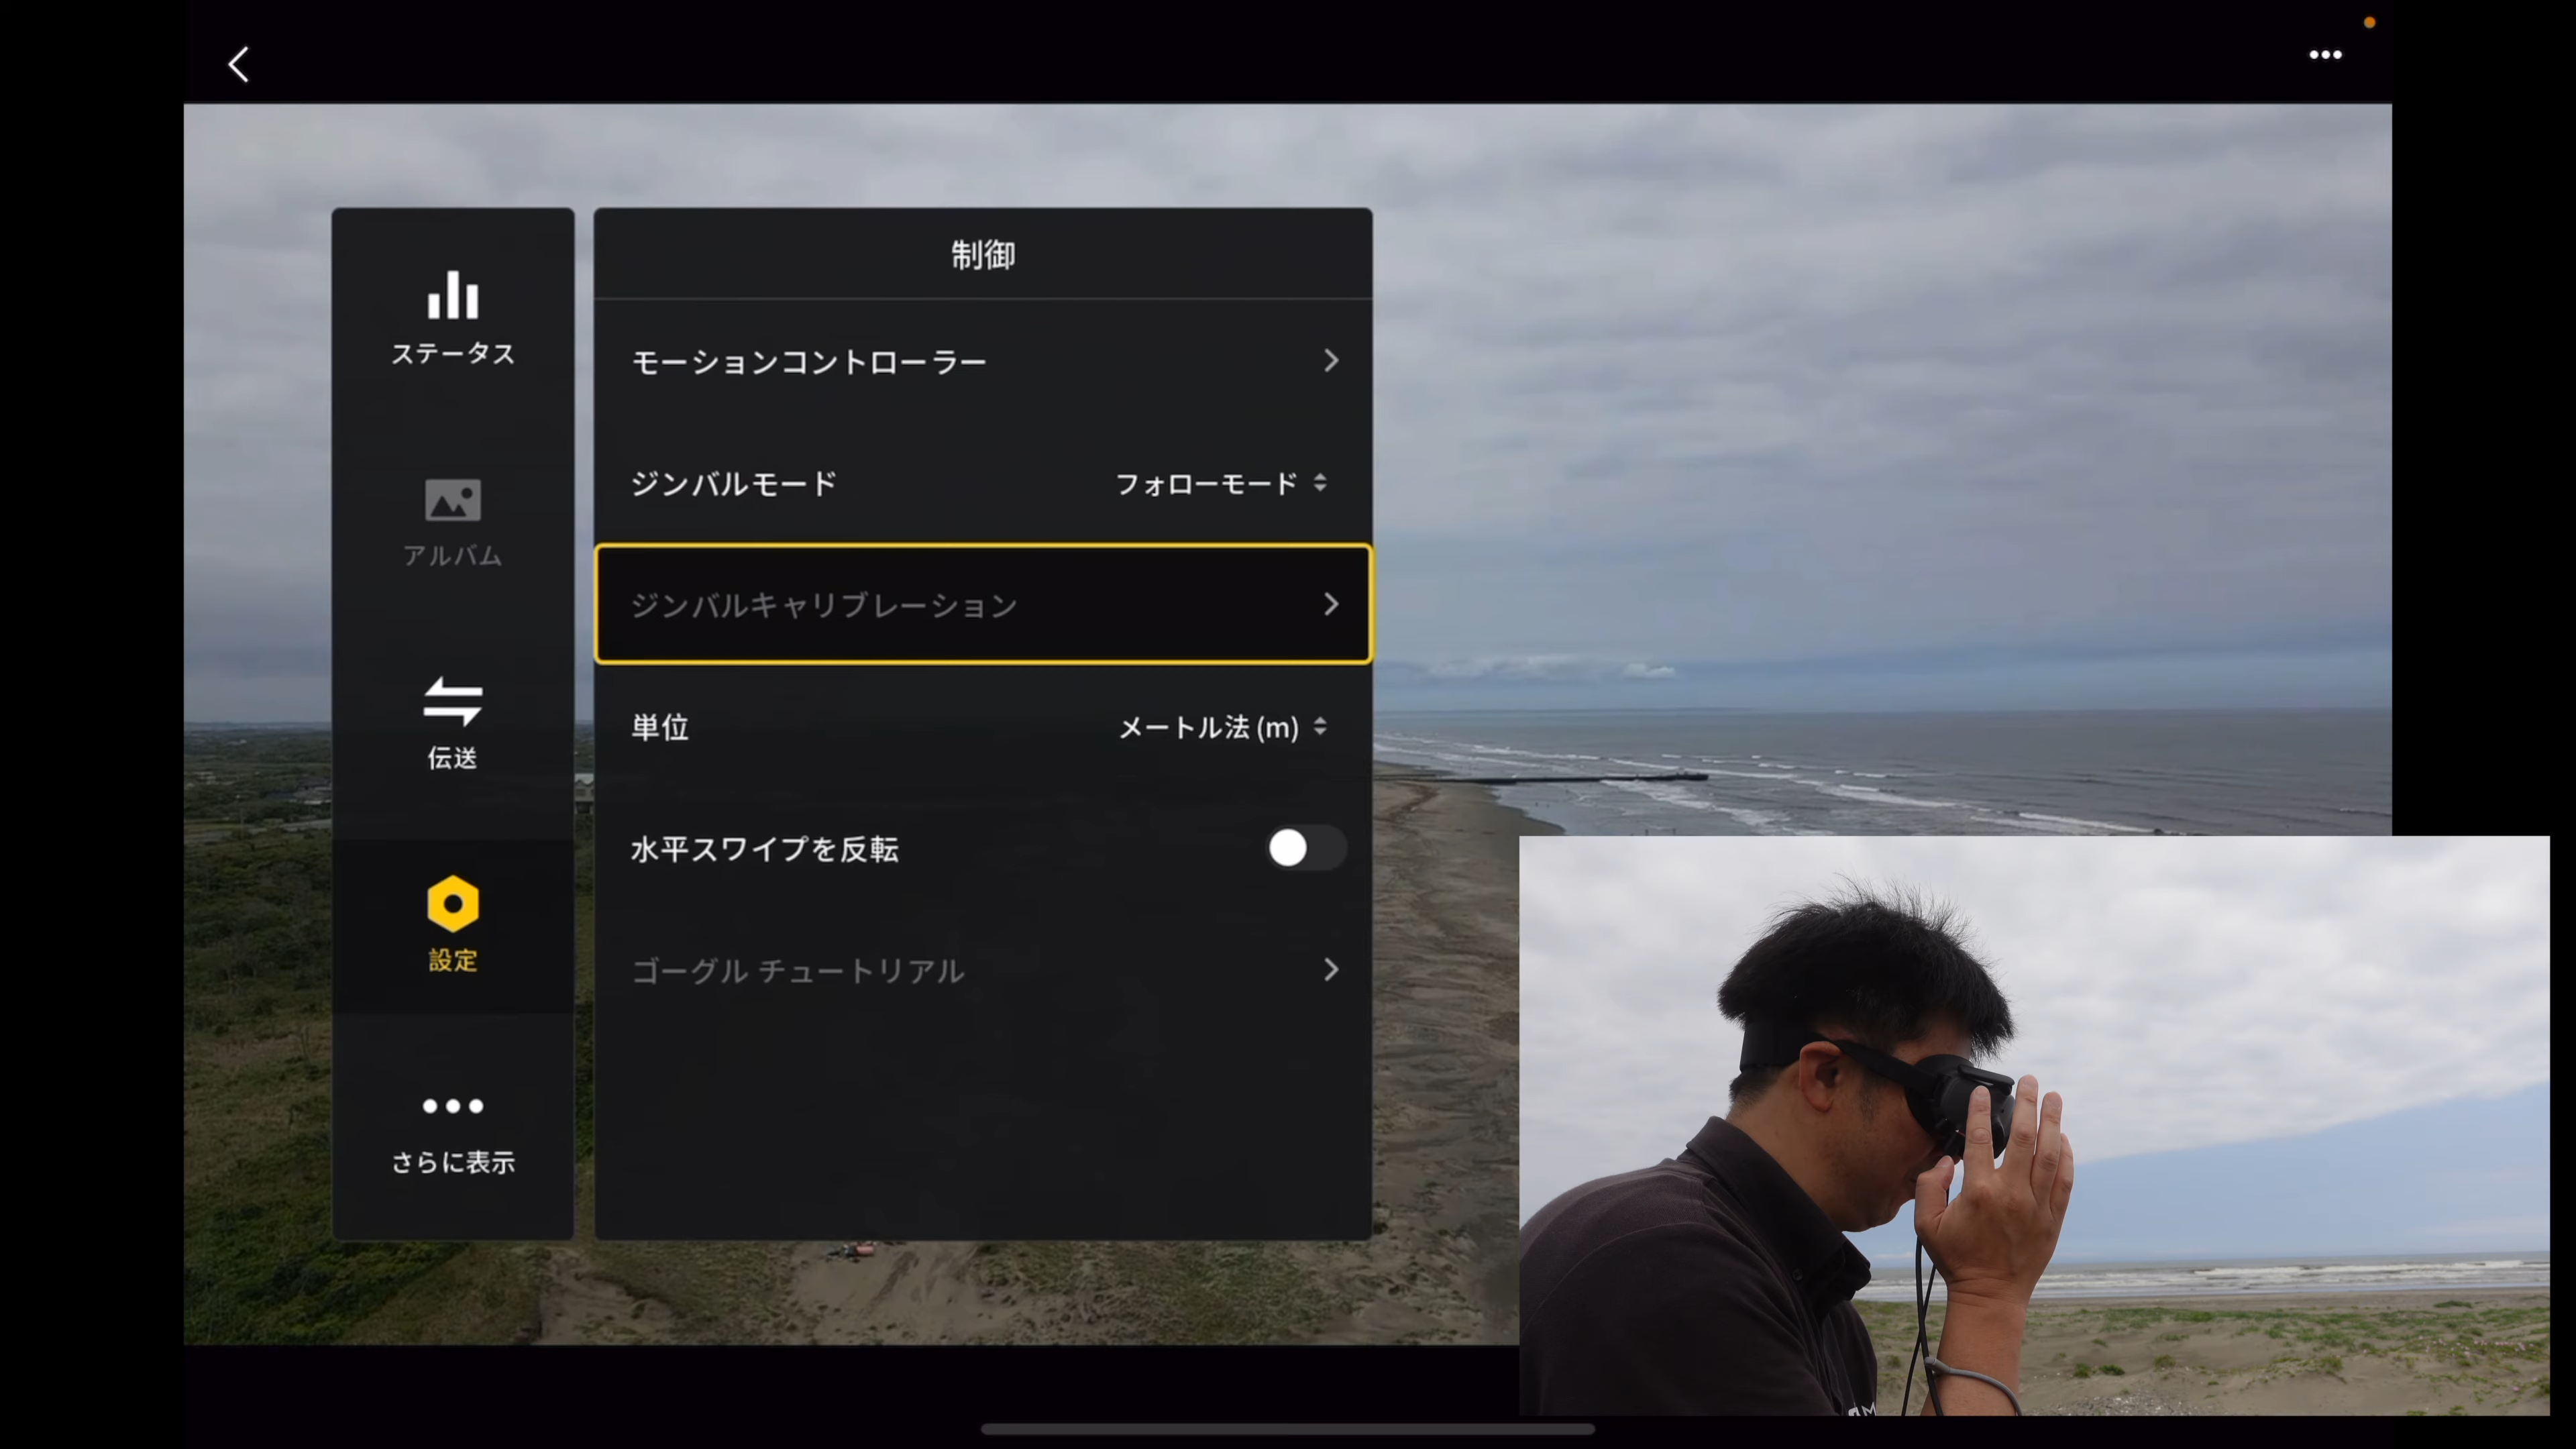 制御
ステータス
アルバム
伝送
設定
さらに表示
モーションコントローラー
ジンバルモード フォローモード
ジンバルキャリブレーション
単位 メートル法 (m)
水平スワイプを反転
ゴーグル チュートリアル